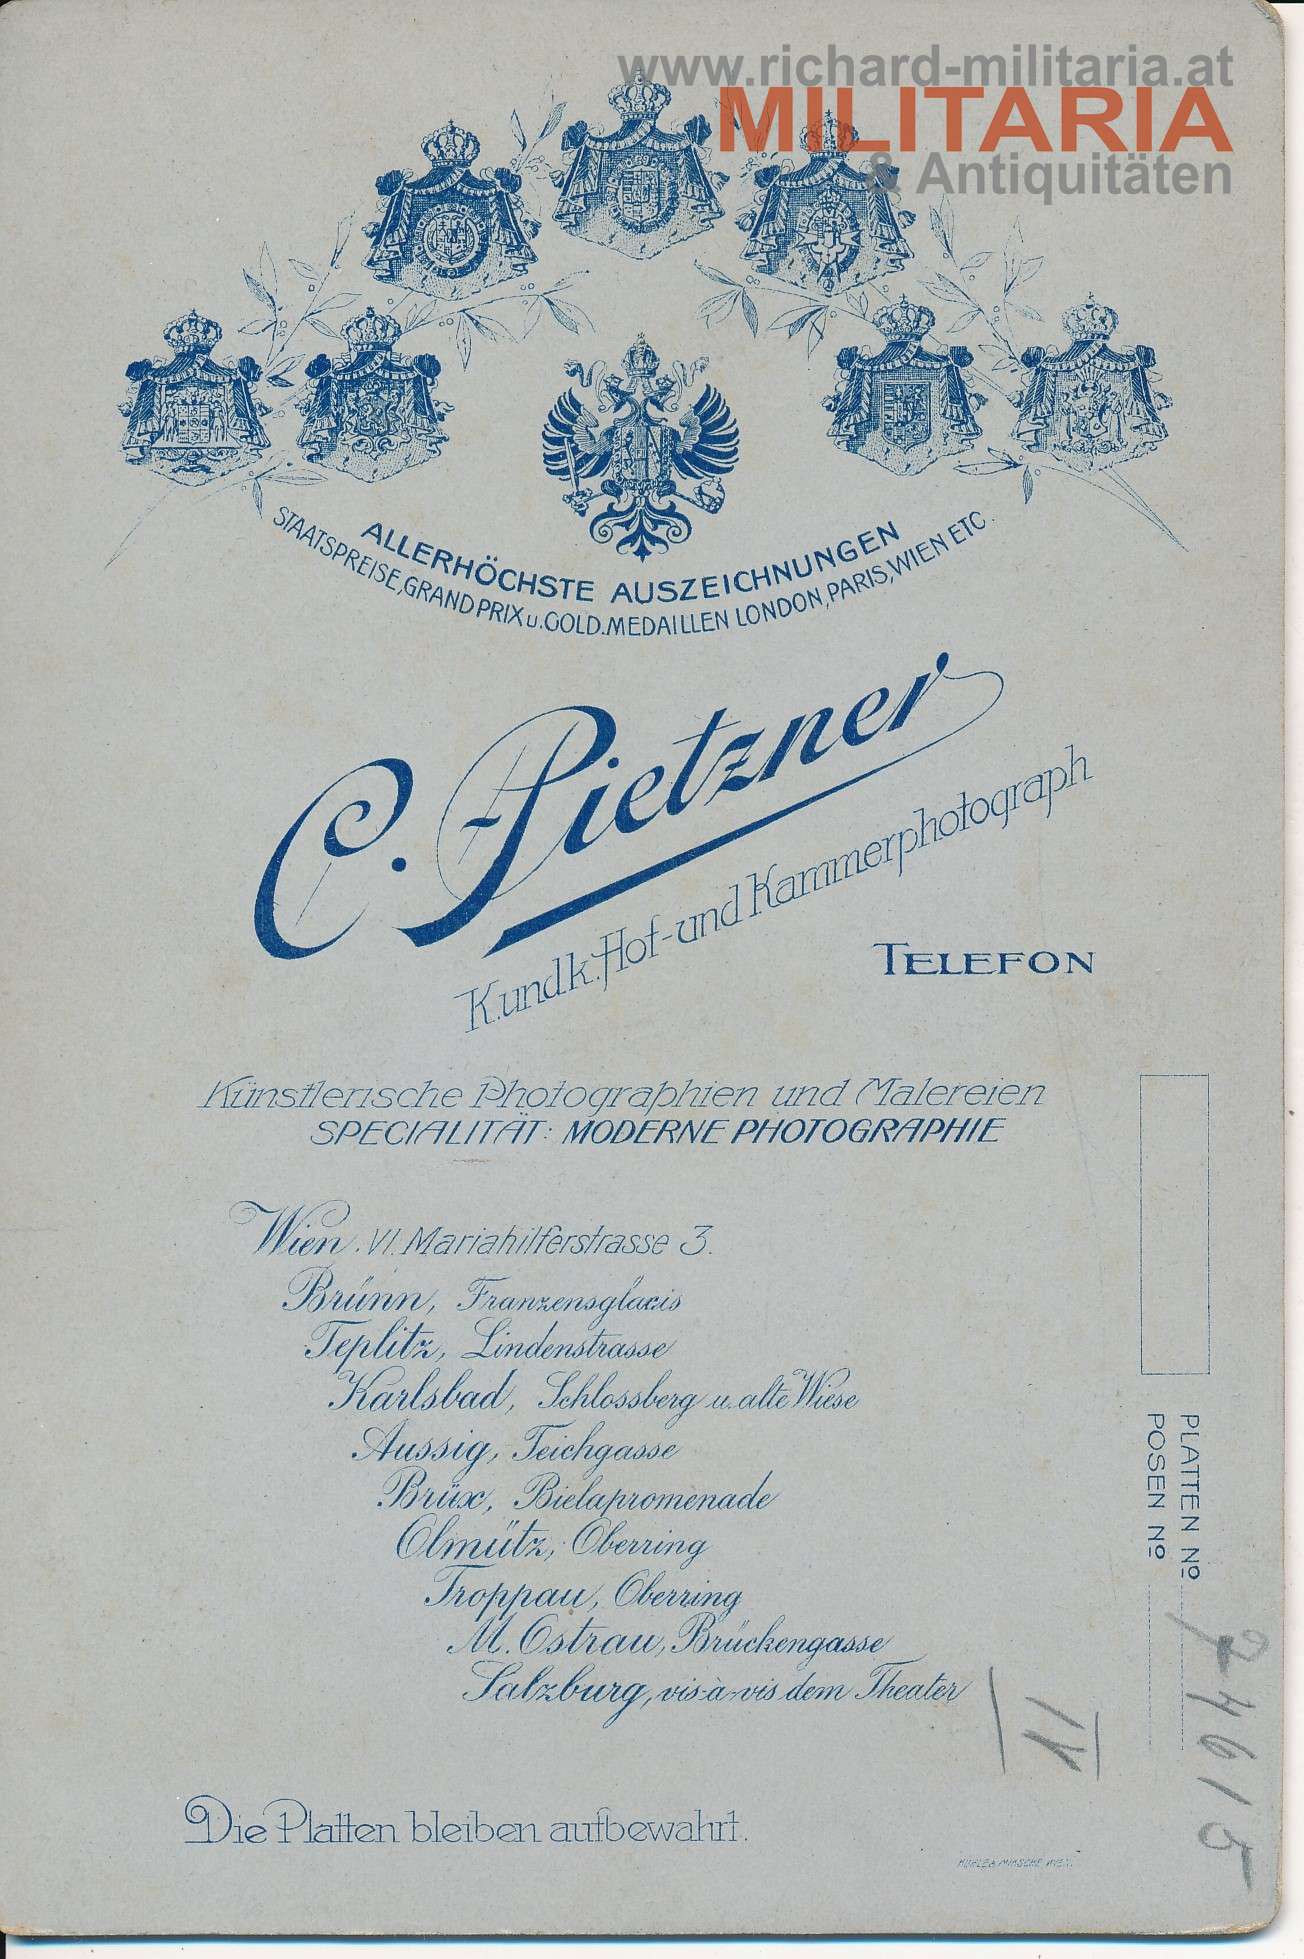 www.richard-militaria.at
MILITARIA
& Antiquitäten
ALLERHÖCHSTE AUSZEICHNUNGEN
STAATSPREISE, GRAND PRIX u. GOLD. MEDAILLEN LONDON, PARIS, WIEN ETC.
C. Pietzner
K. und k. Hof- und Kammerphotograph
TELEFON
Künstlerische Photographien und Malereien
SPECIALITÄT: MODERNE PHOTOGRAPHIE
Wien. VI. Mariahilferstrasse 3.
Brünn, Franzensglacis
Teplitz, Lindenstrasse
Karlsbad, Schlossberg u. alte Wiese
Aussig, Teichgasse
Brüx, Bielapromenade
Olmütz, Oberring
Troppau, Oberring
M. Ostrau, Brückengasse
Salzburg, vis-à-vis dem Theater
PLATTEN No
POSEN No
Die Platten bleiben aufbewahrt.